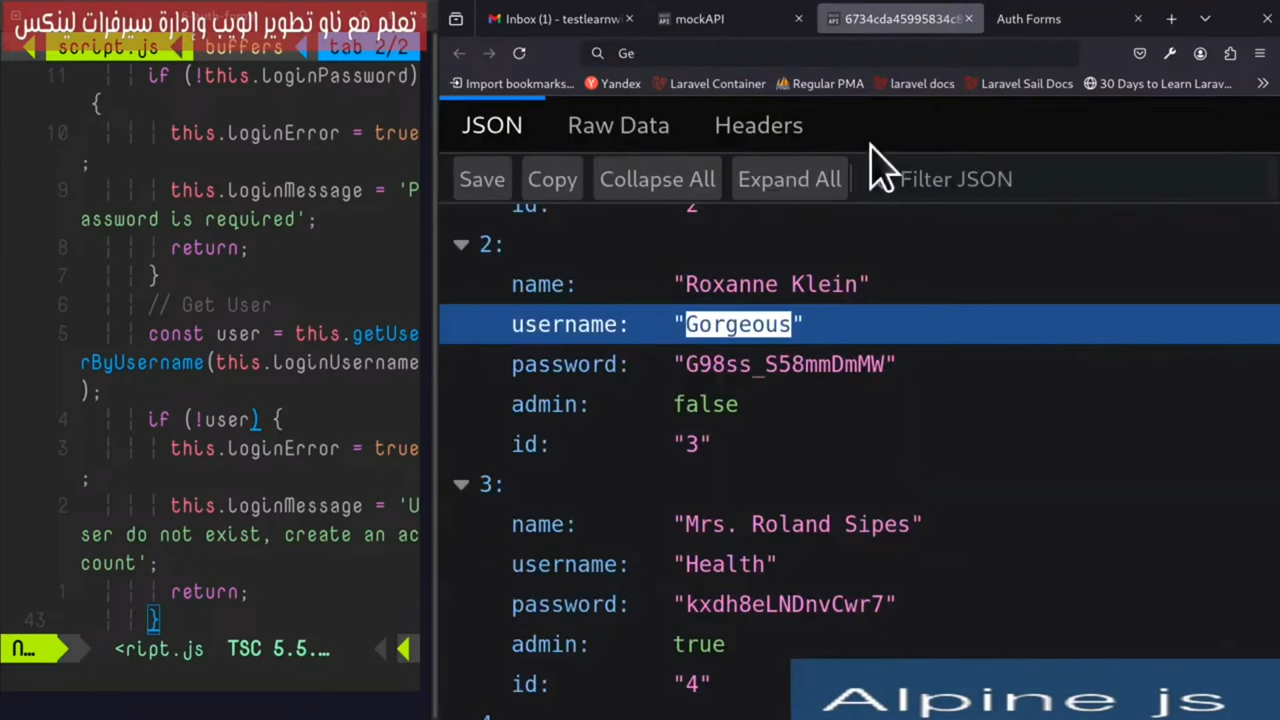 تعلم مع ناو تطوير الويب وإدارة سيرفرات لينكس
script.js buffers tab 2/2
11 if (!this.loginPassword)
{
10 this.loginError = true
;
9 this.loginMessage = 'P
assword is required';
8 return;
7 }
6 // Get User
5 const user = this.getUse
rByUsername(this.loginUsername
);
4 if (!user) {
3 this.loginError = true
;
2 this.loginMessage = 'U
ser do not exist, create an ac
count';
1 return;
43 }
<ript.js TSC 5.5.…
Inbox (1) - testlearnwi
mockAPI
6734cda45995834c8
Auth Forms
Ge
Import bookmarks…
Yandex
Laravel Container
Regular PMA
laravel docs
Laravel Sail Docs
30 Days to Learn Larav…
JSON Raw Data Headers
Save Copy Collapse All Expand All Filter JSON
id: "2"
2:
name: "Roxanne Klein"
username: "Gorgeous"
password: "G98ss_S58mmDmMW"
admin: false
id: "3"
3:
name: "Mrs. Roland Sipes"
username: "Health"
password: "kxdh8eLNDnvCwr7"
admin: true
id: "4"
Alpine js